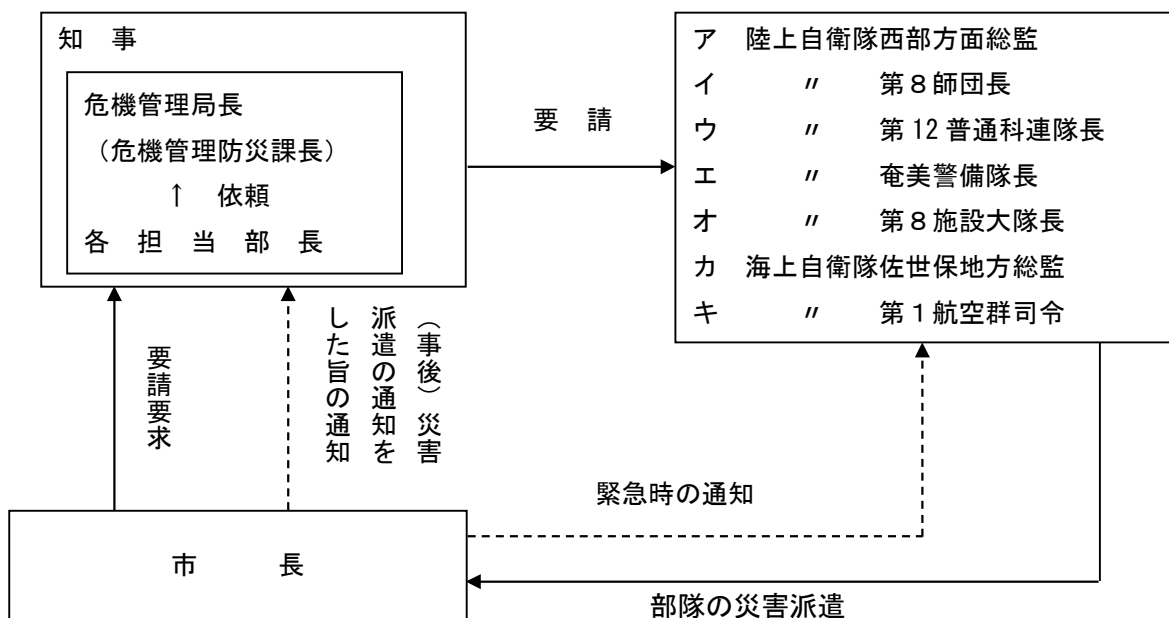 知　事
危機管理局長
（危機管理防災課長）
↑　依頼
各　担　当　部　長
要　請
ア　陸上自衛隊西部方面総監
イ　　　〃　　　第８師団長
ウ　　　〃　　　第12普通科連隊長
エ　　　〃　　　奄美警備隊長
オ　　　〃　　　第８施設大隊長
カ　海上自衛隊佐世保地方総監
キ　　　〃　　　第１航空群司令
要請要求
（事後）災害
派遣の通知を
した旨の通知
緊急時の通知
市　　　長
部隊の災害派遣